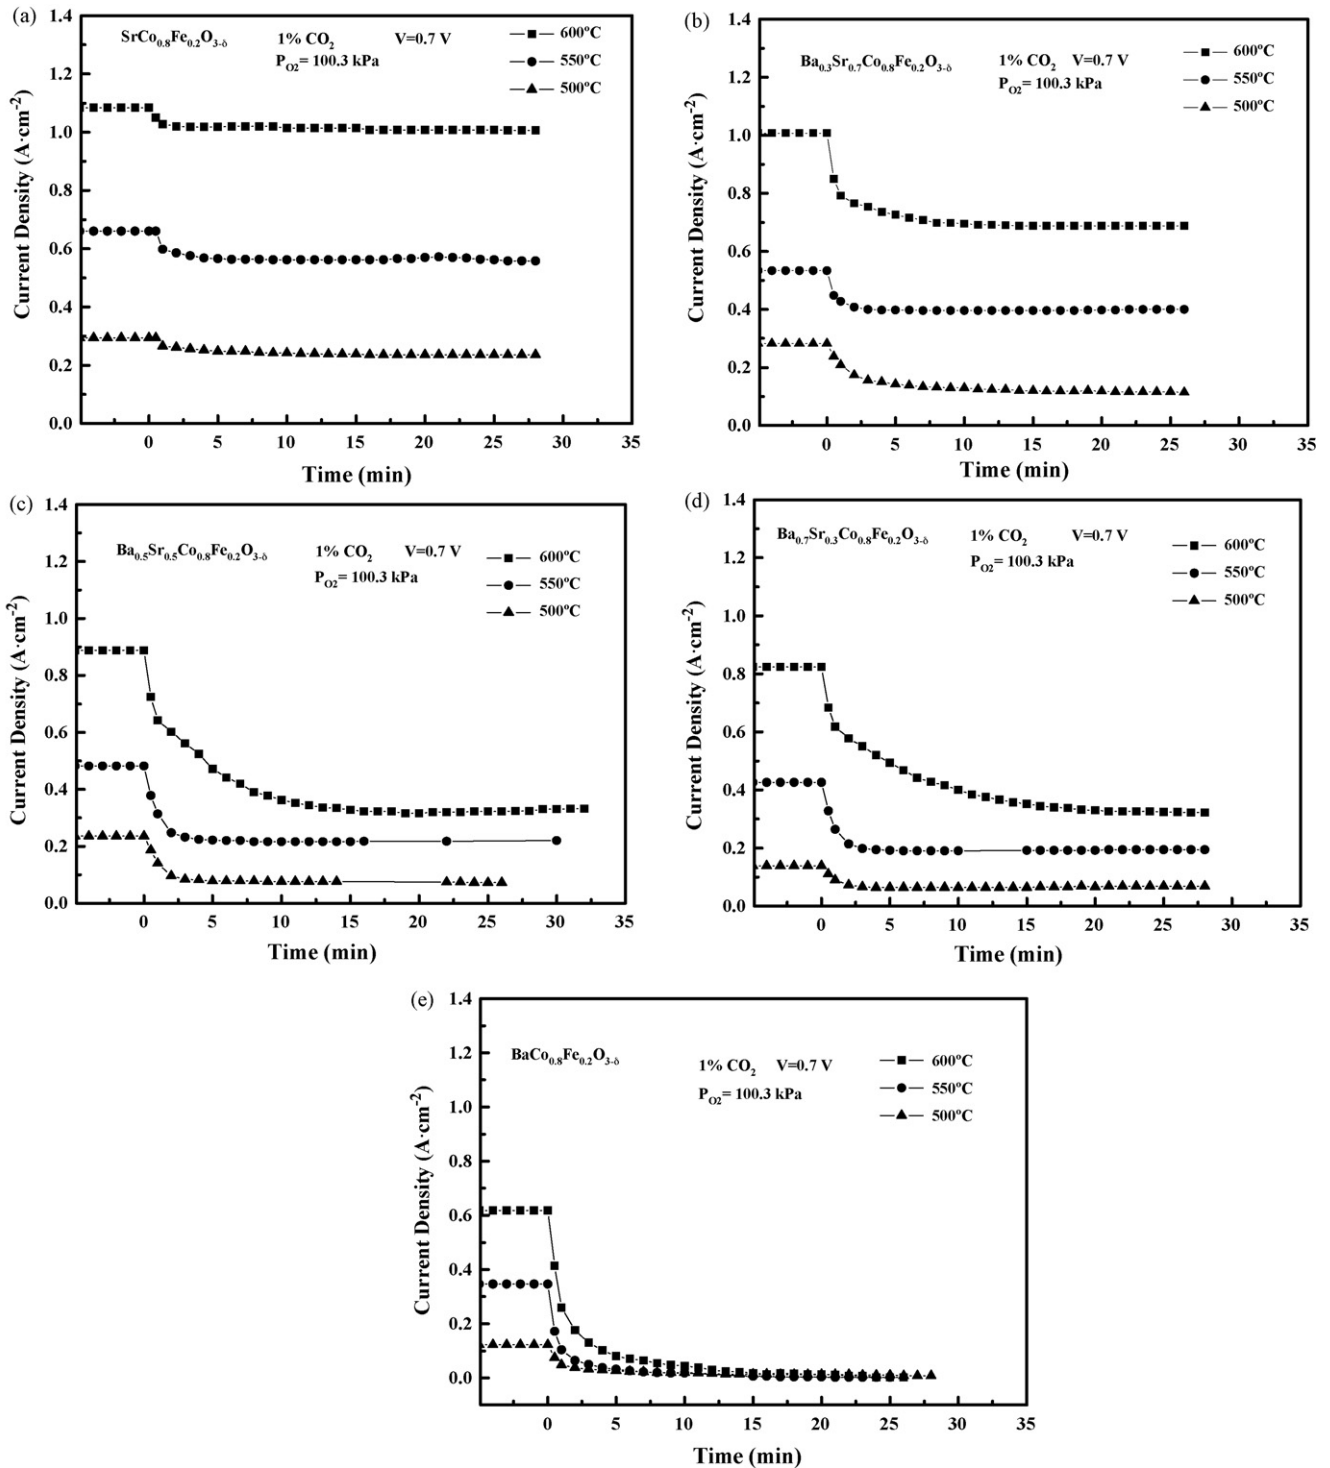 (a)
SrCo0.8Fe0.2O3-δ
1% CO2 V=0.7 V
PO2= 100.3 kPa
600ºC
550ºC
500ºC
Current Density (A·cm-2)
1.4
1.2
1.0
0.8
0.6
0.4
0.2
0.0
0 5 10 15 20 25 30 35
Time (min)
(b)
Ba0.3Sr0.7Co0.8Fe0.2O3-δ
1% CO2 V=0.7 V
PO2= 100.3 kPa
600ºC
550ºC
500ºC
Current Density (A·cm-2)
1.4
1.2
1.0
0.8
0.6
0.4
0.2
0.0
0 5 10 15 20 25 30 35
Time (min)
(c)
Ba0.5Sr0.5Co0.8Fe0.2O3-δ
1% CO2 V=0.7 V
PO2= 100.3 kPa
600ºC
550ºC
500ºC
Current Density (A·cm-2)
1.4
1.2
1.0
0.8
0.6
0.4
0.2
0.0
0 5 10 15 20 25 30 35
Time (min)
(d)
Ba0.7Sr0.3Co0.8Fe0.2O3-δ
1% CO2 V=0.7 V
PO2= 100.3 kPa
600ºC
550ºC
500ºC
Current Density (A·cm-2)
1.4
1.2
1.0
0.8
0.6
0.4
0.2
0.0
0 5 10 15 20 25 30 35
Time (min)
(e)
BaCo0.8Fe0.2O3-δ
1% CO2 V=0.7 V
PO2= 100.3 kPa
600ºC
550ºC
500ºC
Current Density (A·cm-2)
1.4
1.2
1.0
0.8
0.6
0.4
0.2
0.0
0 5 10 15 20 25 30 35
Time (min)